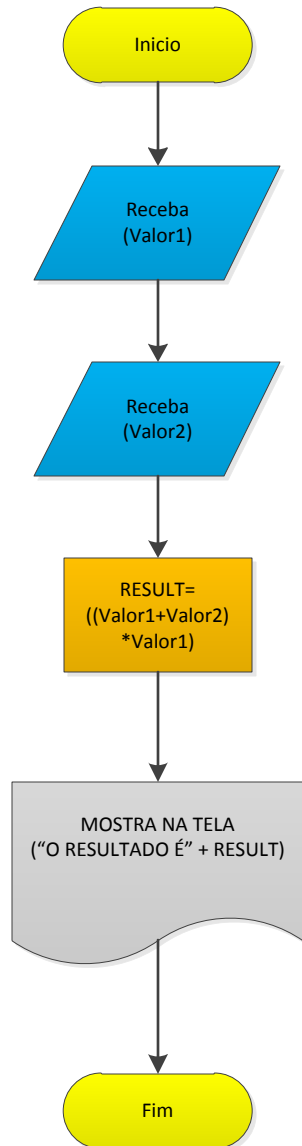 Inicio
Receba
(Valor1)
Receba
(Valor2)
RESULT=
((Valor1+Valor2)
*Valor1)
MOSTRA NA TELA
(“O RESULTADO É” + RESULT)
Fim